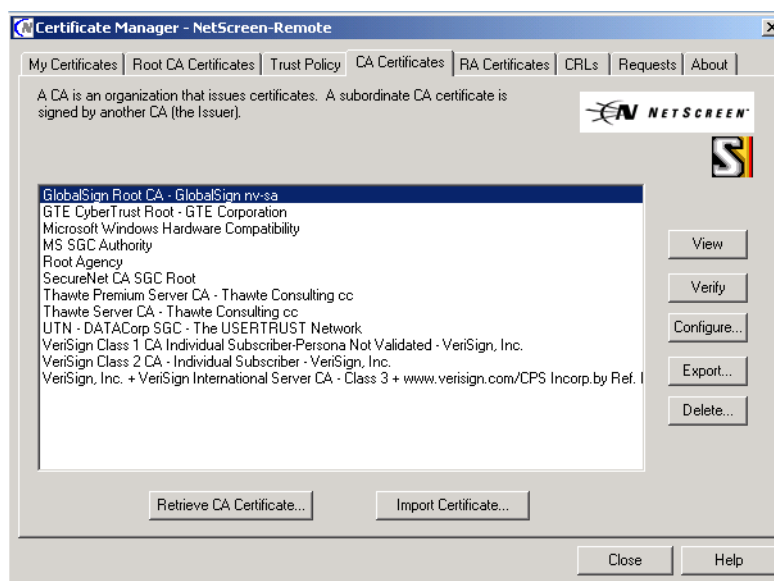 Certificate Manager - NetScreen-Remote
My Certificates Root CA Certificates Trust Policy CA Certificates RA Certificates CRLs Requests About
A CA is an organization that issues certificates. A subordinate CA certificate is
signed by another CA (the Issuer).
NETSCREEN
GlobalSign Root CA - GlobalSign nv-sa
GTE CyberTrust Root - GTE Corporation
Microsoft Windows Hardware Compatibility
MS SGC Authority
Root Agency
SecureNet CA SGC Root
Thawte Premium Server CA - Thawte Consulting cc
Thawte Server CA - Thawte Consulting cc
UTN - DATACorp SGC - The USERTRUST Network
VeriSign Class 1 CA Individual Subscriber-Persona Not Validated - VeriSign, Inc.
VeriSign Class 2 CA - Individual Subscriber - VeriSign, Inc.
VeriSign, Inc. + VeriSign International Server CA - Class 3 + www.verisign.com/CPS Incorp.by Ref.
View
Verify
Configure...
Export...
Delete...
Retrieve CA Certificate... Import Certificate...
Close Help